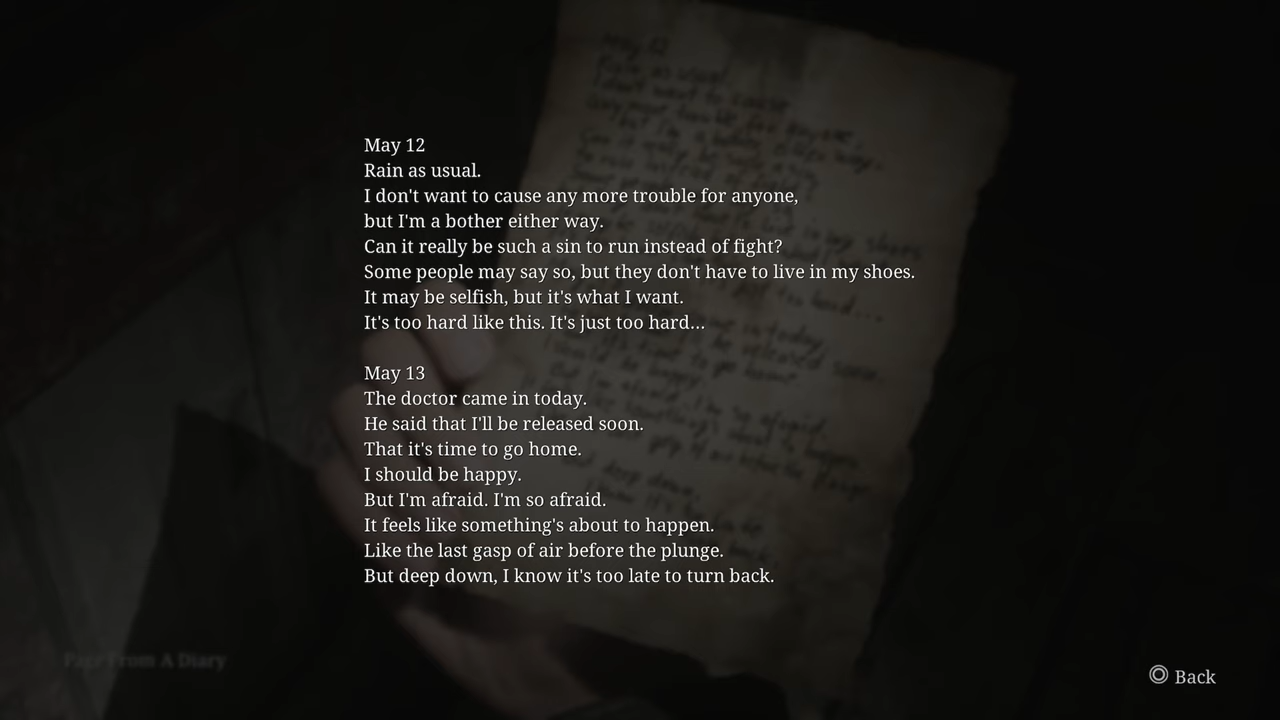 May 12
Rain as usual.
I don't want to cause any more trouble for anyone,
but I'm a bother either way.
Can it really be such a sin to run instead of fight?
Some people may say so, but they don't have to live in my shoes.
It may be selfish, but it's what I want.
It's too hard like this. It's just too hard...

May 13
The doctor came in today.
He said that I'll be released soon.
That it's time to go home.
I should be happy.
But I'm afraid. I'm so afraid.
It feels like something's about to happen.
Like the last gasp of air before the plunge.
But deep down, I know it's too late to turn back.
Page From A Diary
Back